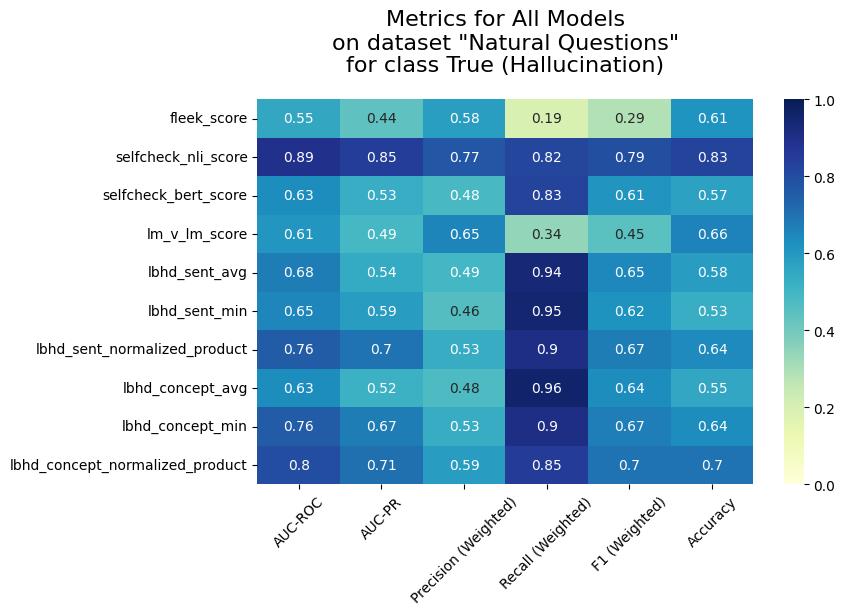 Metrics for All Models
on dataset "Natural Questions"
for class True (Hallucination)
fleek_score 0.55 0.44 0.58 0.19 0.29 0.61
selfcheck_nli_score 0.89 0.85 0.77 0.82 0.79 0.83
selfcheck_bert_score 0.63 0.53 0.48 0.83 0.61 0.57
lm_v_lm_score 0.61 0.49 0.65 0.34 0.45 0.66
lbhd_sent_avg 0.68 0.54 0.49 0.94 0.65 0.58
lbhd_sent_min 0.65 0.59 0.46 0.95 0.62 0.53
lbhd_sent_normalized_product 0.76 0.7 0.53 0.9 0.67 0.64
lbhd_concept_avg 0.63 0.52 0.48 0.96 0.64 0.55
lbhd_concept_min 0.76 0.67 0.53 0.9 0.67 0.64
lbhd_concept_normalized_product 0.8 0.71 0.59 0.85 0.7 0.7
AUC-ROC AUC-PR Precision (Weighted) Recall (Weighted) F1 (Weighted) Accuracy
1.0
0.8
0.6
0.4
0.2
0.0